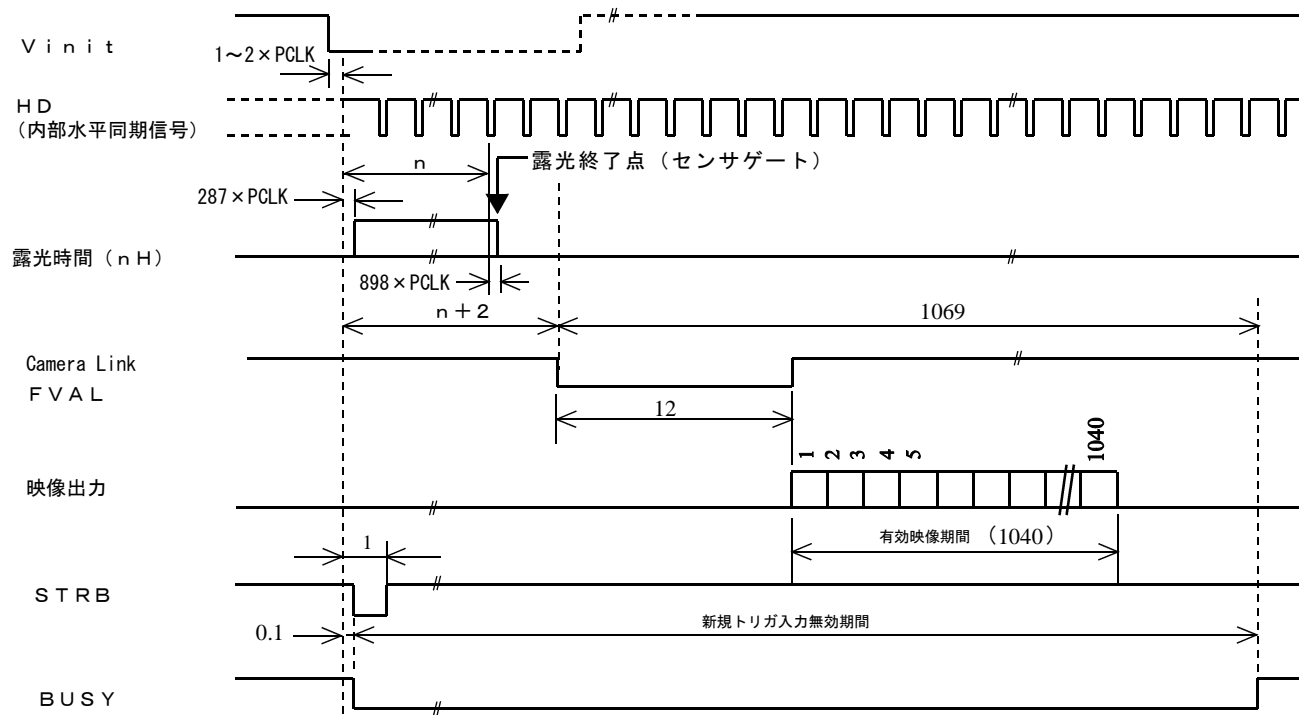 Ｖｉｎｉｔ
1～2×PCLK
ＨＤ
（内部水平同期信号）
ｎ
露光終了点（センサゲート）
287×PCLK
露光時間（ｎＨ）
898×PCLK
ｎ＋２
1069
Camera Link
ＦＶＡＬ
12
1 2 3 4 5 1040
映像出力
有効映像期間 （1040）
1
ＳＴＲＢ
新規トリガ入力無効期間
0.1
ＢＵＳＹ